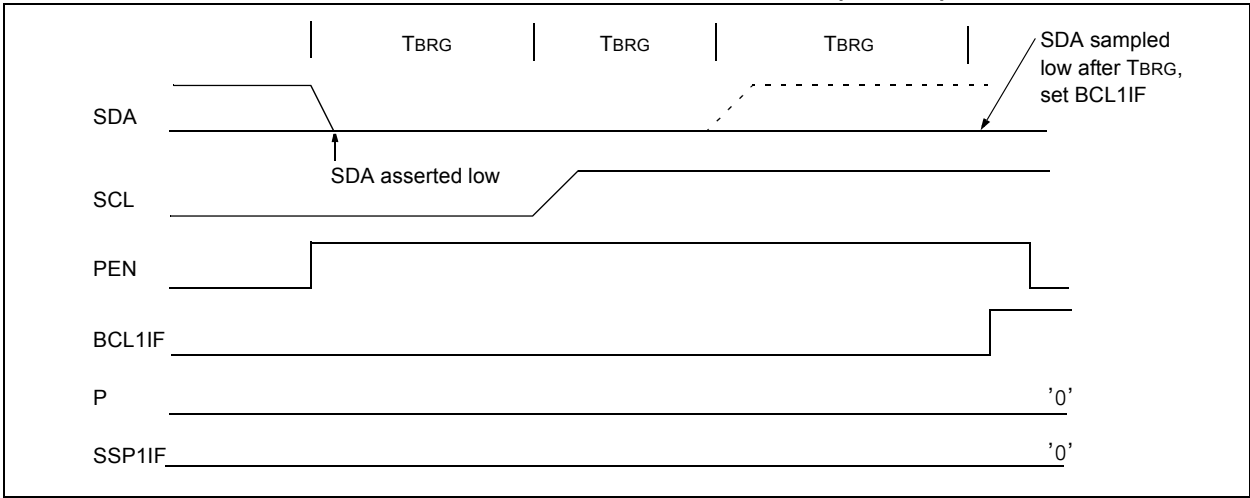 TBRG TBRG TBRG
SDA sampled
low after TBRG,
set BCL1IF
SDA
SDA asserted low
SCL
PEN
BCL1IF
P '0'
SSP1IF '0'